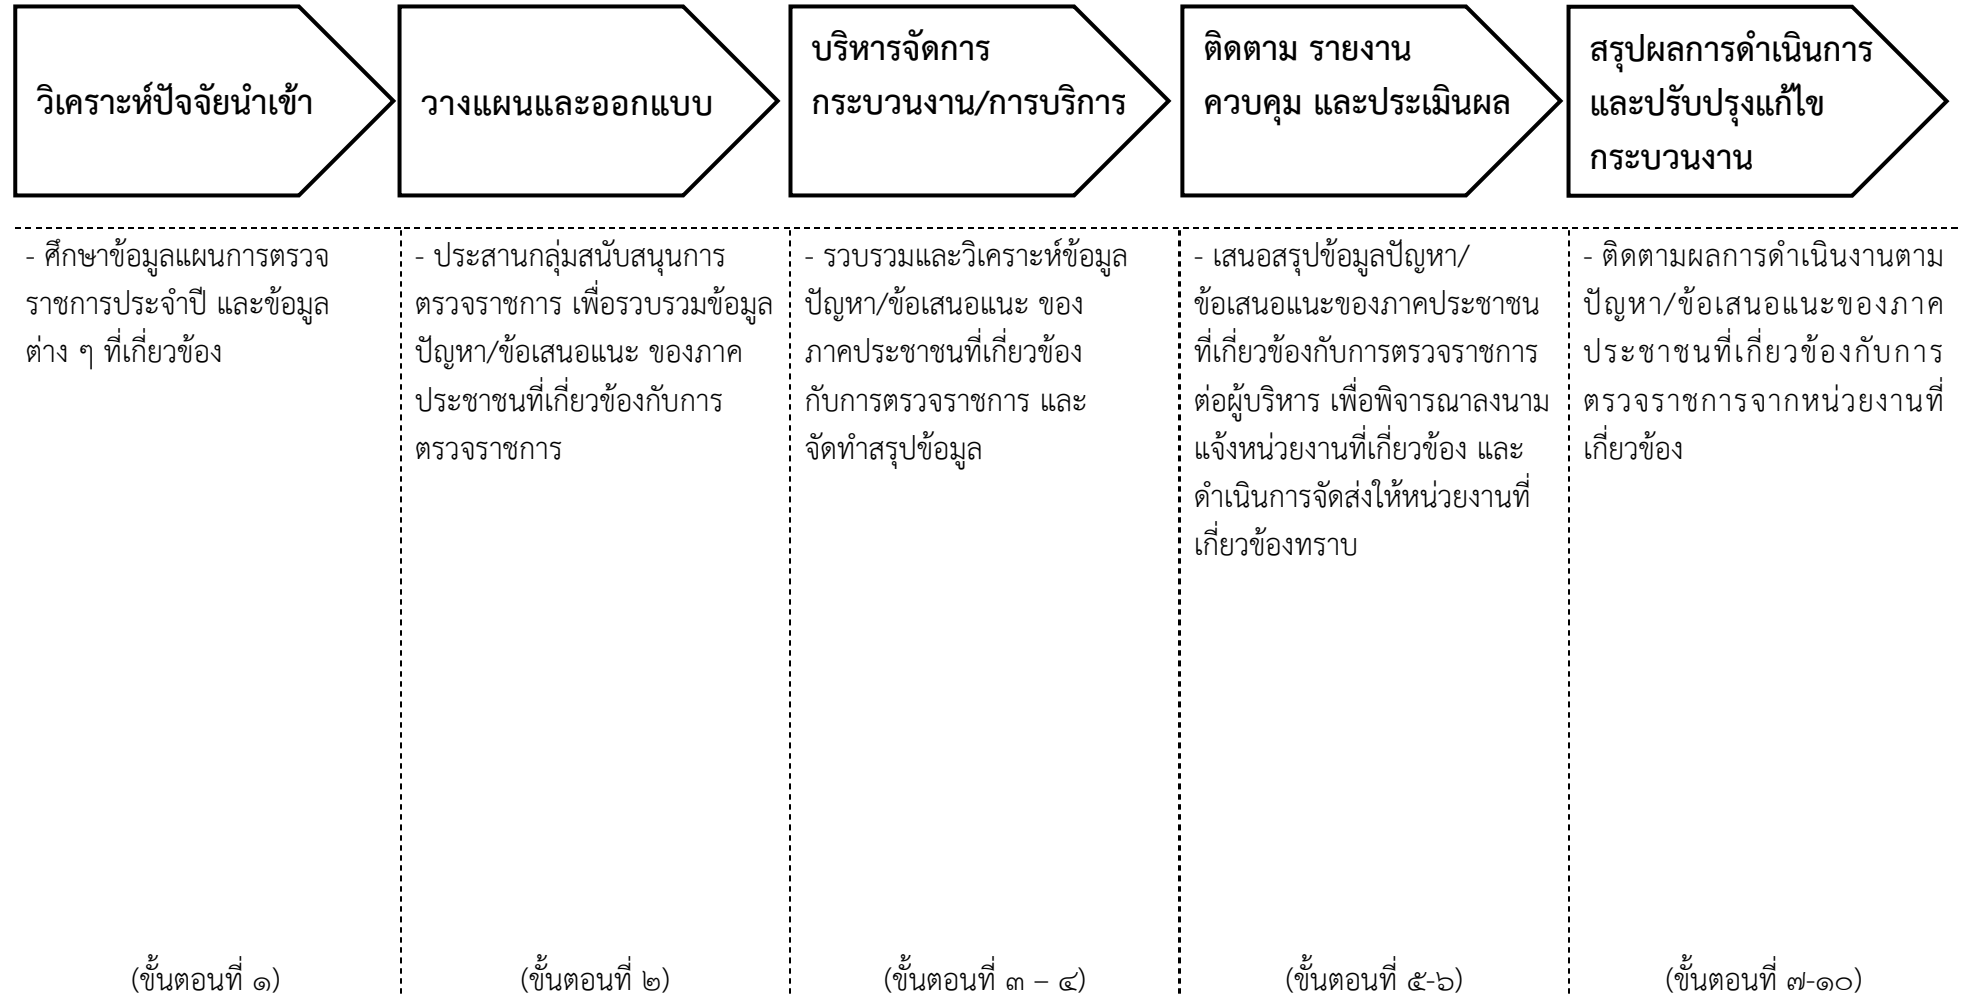 วิเคราะห์ปัจจัยนำเข้า
วางแผนและออกแบบ
บริหารจัดการ
กระบวนงาน/การบริการ
ติดตาม รายงาน
ควบคุม และประเมินผล
สรุปผลการดำเนินการ
และปรับปรุงแก้ไข
กระบวนงาน
- ศึกษาข้อมูลแผนการตรวจ
ราชการประจำปี และข้อมูล
ต่าง ๆ ที่เกี่ยวข้อง
(ขั้นตอนที่ ๑)
- ประสานกลุ่มสนับสนุนการ
ตรวจราชการ เพื่อรวบรวมข้อมูล
ปัญหา/ข้อเสนอแนะ ของภาค
ประชาชนที่เกี่ยวข้องกับการ
ตรวจราชการ
(ขั้นตอนที่ ๒)
- รวบรวมและวิเคราะห์ข้อมูล
ปัญหา/ข้อเสนอแนะ ของ
ภาคประชาชนที่เกี่ยวข้อง
กับการตรวจราชการ และ
จัดทำสรุปข้อมูล
(ขั้นตอนที่ ๓ – ๔)
- เสนอสรุปข้อมูลปัญหา/
ข้อเสนอแนะของภาคประชาชน
ที่เกี่ยวข้องกับการตรวจราชการ
ต่อผู้บริหาร เพื่อพิจารณาลงนาม
แจ้งหน่วยงานที่เกี่ยวข้อง และ
ดำเนินการจัดส่งให้หน่วยงานที่
เกี่ยวข้องทราบ
(ขั้นตอนที่ ๕-๖)
- ติดตามผลการดำเนินงานตาม
ปัญหา/ข้อเสนอแนะของภาค
ประชาชนที่เกี่ยวข้องกับการ
ตรวจราชการจากหน่วยงานที่
เกี่ยวข้อง
(ขั้นตอนที่ ๗-๑๐)